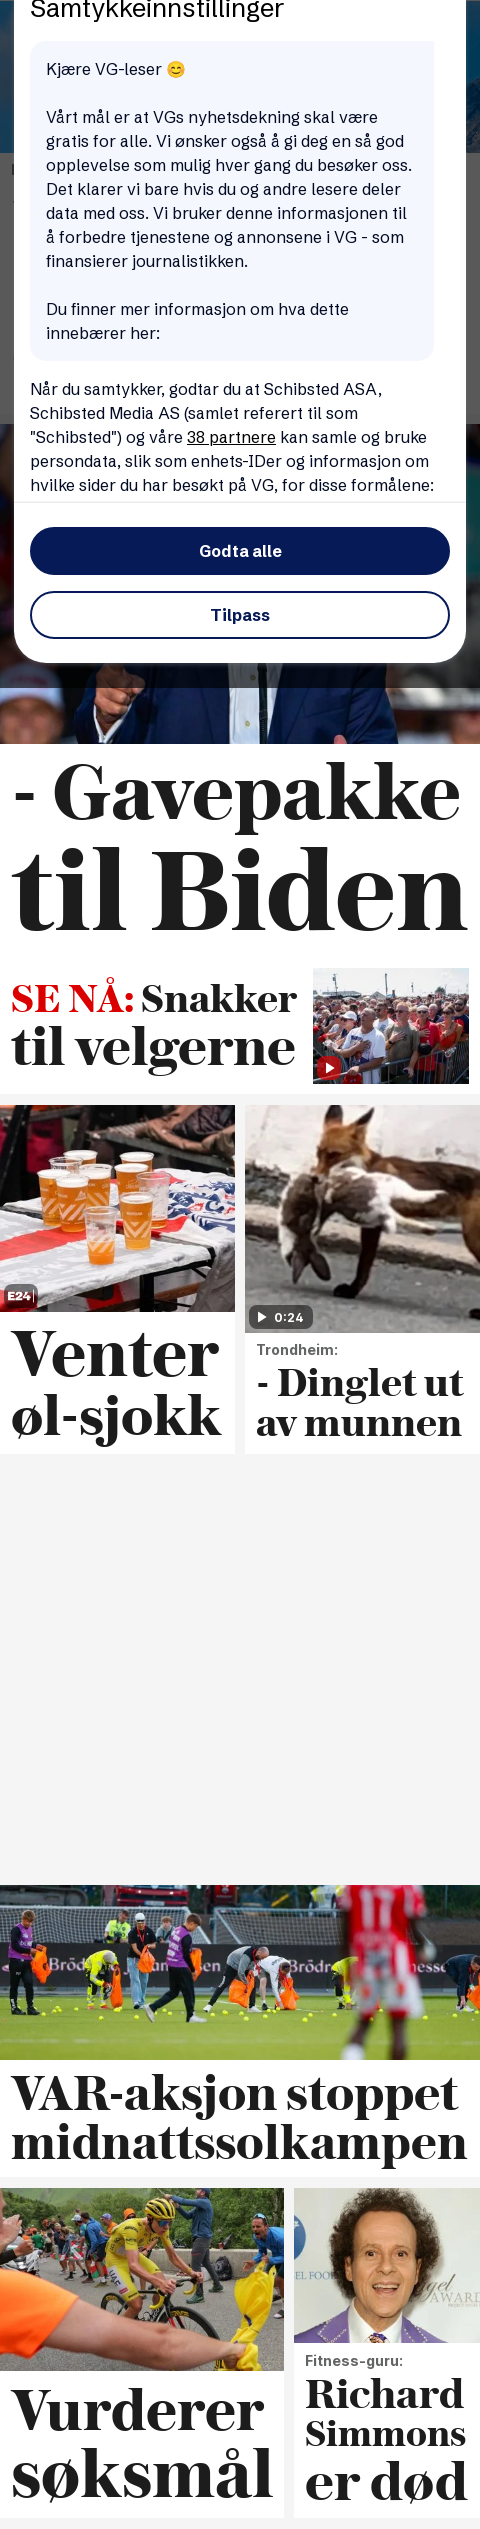 Samtykkeinnstillinger
Kjære VG-leser 😊
Vårt mål er at VGs nyhetsdekning skal være
gratis for alle. Vi ønsker også å gi deg en så god
opplevelse som mulig hver gang du besøker oss.
Det klarer vi bare hvis du og andre lesere deler
data med oss. Vi bruker denne informasjonen til
å forbedre tjenestene og annonsene i VG - som
finansierer journalistikken.
Du finner mer informasjon om hva dette
innebærer her:
Når du samtykker, godtar du at Schibsted ASA,
Schibsted Media AS (samlet referert til som
"Schibsted") og våre 38 partnere kan samle og bruke
persondata, slik som enhets-IDer og informasjon om
hvilke sider du har besøkt på VG, for disse formålene:
Godta alle
Tilpass
- Gavepakke
til Biden
SE NÅ: Snakker
til velgerne
E24
Venter
øl-sjokk
0:24
Trondheim:
- Dinglet ut
av munnen
VAR-aksjon stoppet
midnattssolkampen
Vurderer
søksmål
Fitness-guru:
Richard
Simmons
er død